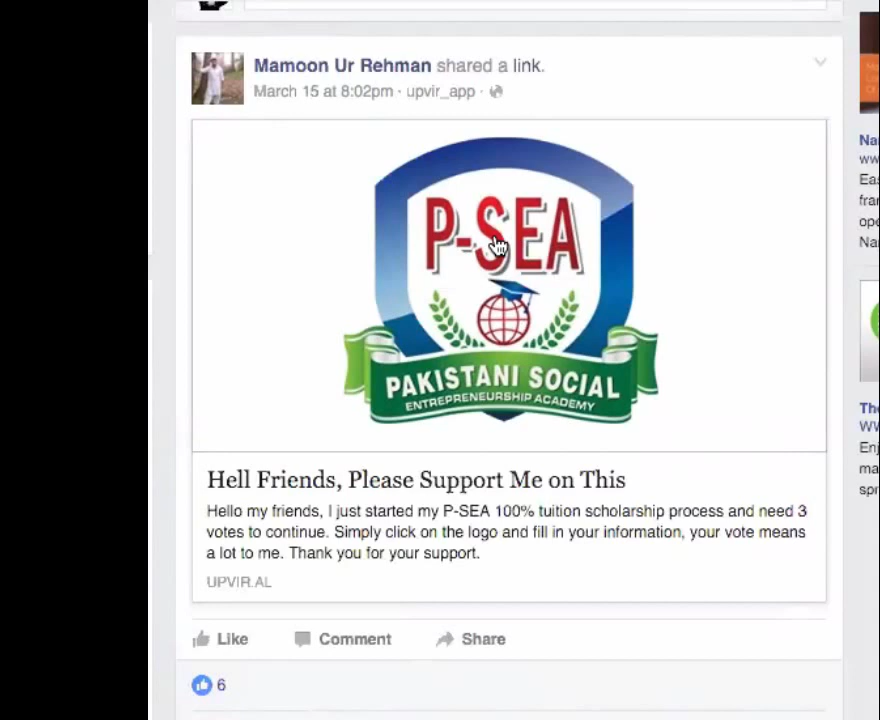 Mamoon Ur Rehman shared a link.
March 15 at 8:02pm · upvir_app ·
P-SEA
PAKISTANI SOCIAL
ENTREPRENEURSHIP ACADEMY
Hell Friends, Please Support Me on This
Hello my friends, I just started my P-SEA 100% tuition scholarship process and need 3
votes to continue. Simply click on the logo and fill in your information, your vote means
a lot to me. Thank you for your support.
UPVIR.AL
Like Comment Share
6